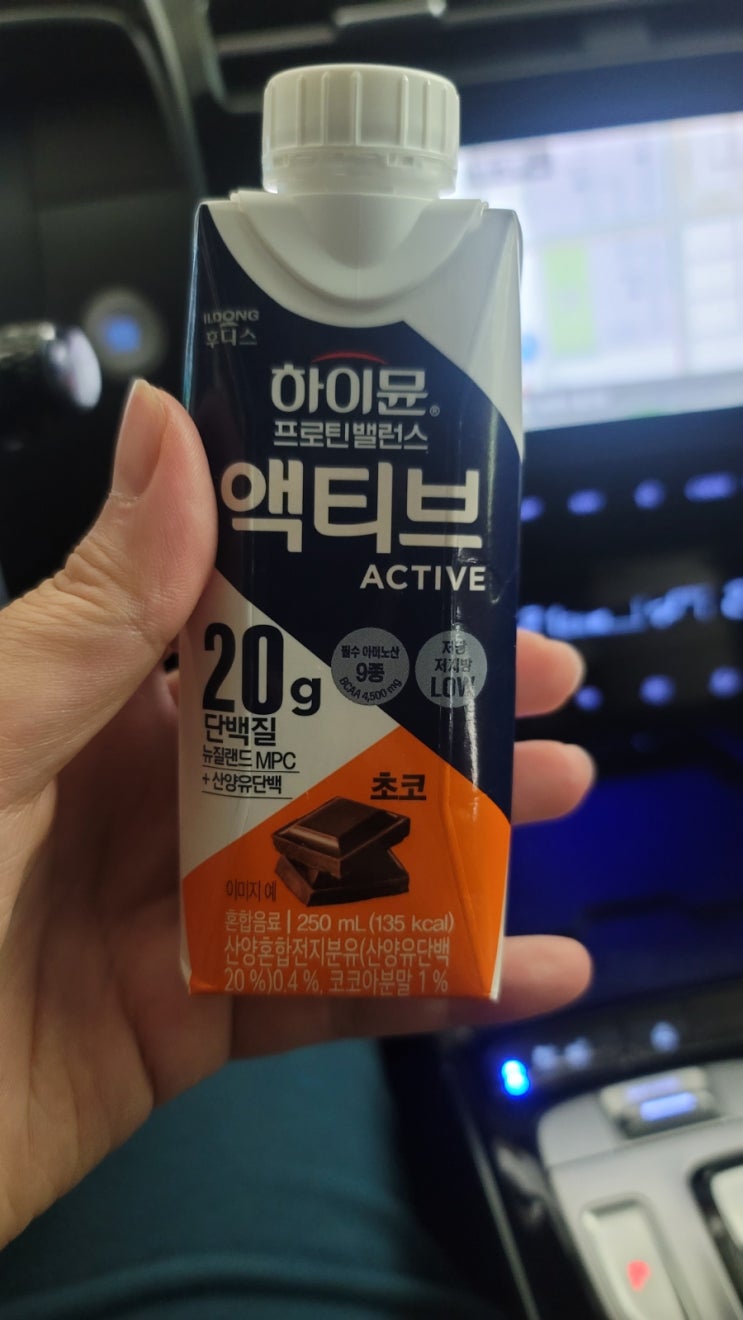 ILDONG
후디스
하이뮨®
프로틴밸런스
액티브
ACTIVE
20g
단백질
뉴질랜드 MPC
+ 산양유단백
필수 아미노산
9종
BCAA 4,500 mg
저당
저지방
LOW
초코
이미지 예
혼합음료 | 250 mL (135 kcal)
산양혼합전지분유(산양유단백
20 %)0.4 %, 코코아분말 1 %
P